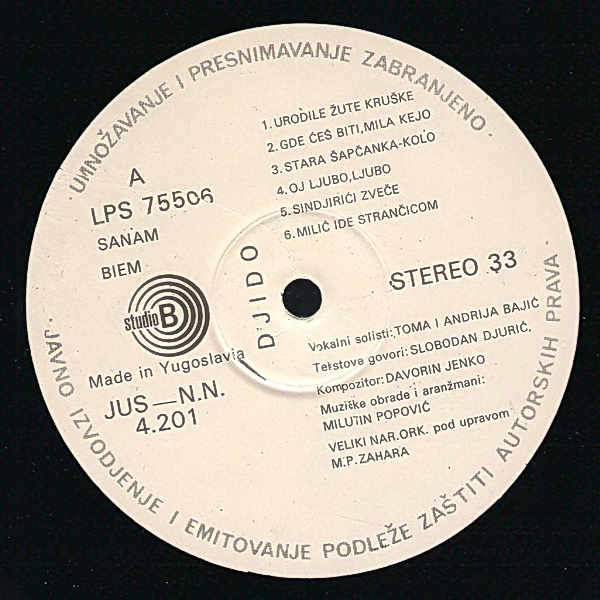 · UMNOŽAVANJE I PRESNIMAVANJE ZABRANJENO ·
1. URODILE ŽUTE KRUŠKE
2. GDE ĆEŠ BITI, MILA KEJO
3. STARA ŠAPČANKA-KOLO
4. OJ LJUBO, LJUBO
5. SINDJIRIĆI ZVEČE
6. MILIĆ IDE STRANČICOM
A
LPS 75506
SANAM
BIEM
studio B
Made in Yugoslavia
JUS—N.N.
4.201
DJIDO
STEREO 33
Vokalni solisti: TOMA I ANDRIJA BAJIĆ
Tekstove govori: SLOBODAN DJURIĆ,
Kompozitor: DAVORIN JENKO
Muzičke obrade i aranžmani:
MILUTIN POPOVIĆ
VELIKI NAR. ORK. pod upravom
M.P. ZAHARA
· JAVNO IZVODJENJE I EMITOVANJE PODLEŽE ZAŠTITI AUTORSKIH PRAVA ·